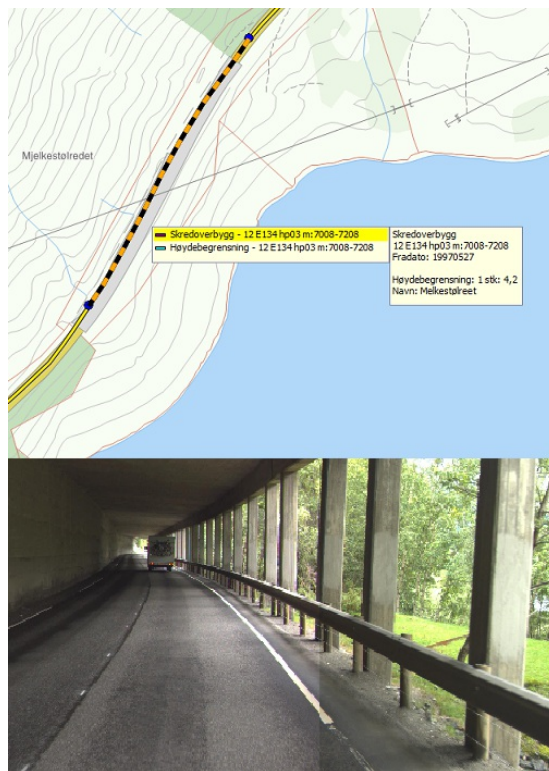 Mjelkestølredet
Skredoverbygg - 12 E134 hp03 m:7008-7208
Høydebegrensning - 12 E134 hp03 m:7008-7208
Skredoverbygg
12 E134 hp03 m:7008-7208
Fradato: 19970527
Høydebegrensning: 1 stk: 4,2
Navn: Melkestølreet